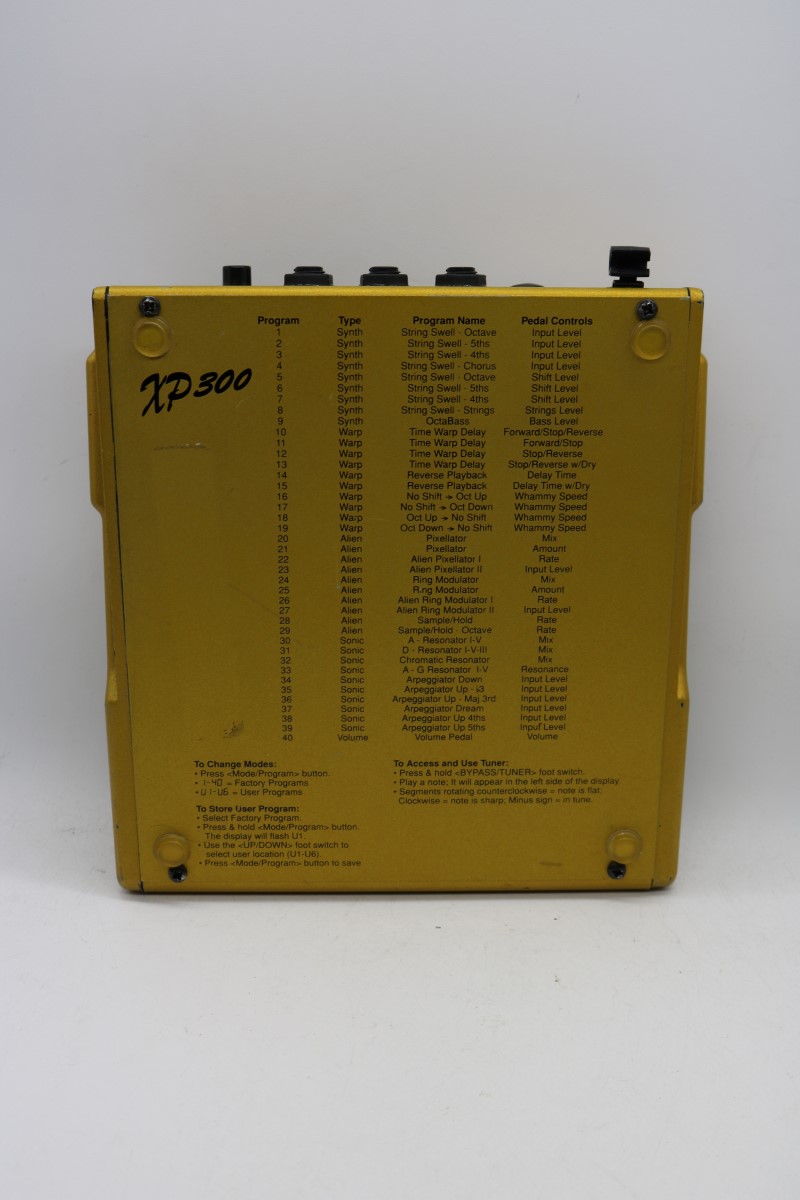 XP300
Program Type Program Name Pedal Controls
1 Synth String Swell - Octave Input Level
2 Synth String Swell - 5ths Input Level
3 Synth String Swell - 4ths Input Level
4 Synth String Swell - Chorus Input Level
5 Synth String Swell - Octave Shift Level
6 Synth String Swell - 5ths Shift Level
7 Synth String Swell - 4ths Shift Level
8 Synth String Swell - Strings Strings Level
9 Synth OctaBass Bass Level
10 Warp Time Warp Delay Forward/Stop/Reverse
11 Warp Time Warp Delay Forward/Stop
12 Warp Time Warp Delay Stop/Reverse
13 Warp Time Warp Delay Stop/Reverse w/Dry
14 Warp Reverse Playback Delay Time
15 Warp Reverse Playback Delay Time w/Dry
16 Warp No Shift → Oct Up Whammy Speed
17 Warp No Shift → Oct Down Whammy Speed
18 Warp Oct Up → No Shift Whammy Speed
19 Warp Oct Down → No Shift Whammy Speed
20 Alien Pixellator Mix
21 Alien Pixellator Amount
22 Alien Alien Pixellator I Rate
23 Alien Alien Pixellator II Input Level
24 Alien Ring Modulator Mix
25 Alien Ring Modulator Amount
26 Alien Alien Ring Modulator I Rate
27 Alien Alien Ring Modulator II Input Level
28 Alien Sample/Hold Rate
29 Alien Sample/Hold - Octave Rate
30 Sonic A - Resonator I-V Mix
31 Sonic D - Resonator I-V-III Mix
32 Sonic Chromatic Resonator Mix
33 Sonic A - G Resonator I-V Resonance
34 Sonic Arpeggiator Down Input Level
35 Sonic Arpeggiator Up - ♭3 Input Level
36 Sonic Arpeggiator Up - Maj 3rd Input Level
37 Sonic Arpeggiator Dream Input Level
38 Sonic Arpeggiator Up 4ths Input Level
39 Sonic Arpeggiator Up 5ths Input Level
40 Volume Volume Pedal Volume
To Change Modes:
• Press <Mode/Program> button.
• 1-40 = Factory Programs
• U1-U6 = User Programs
To Store User Program:
• Select Factory Program.
• Press & hold <Mode/Program> button.
The display will flash U1.
• Use the <UP/DOWN> foot switch to
select user location (U1-U6).
• Press <Mode/Program> button to save
To Access and Use Tuner:
• Press & hold <BYPASS/TUNER> foot switch.
• Play a note; It will appear in the left side of the display
• Segments rotating counterclockwise = note is flat;
Clockwise = note is sharp; Minus sign = in tune.